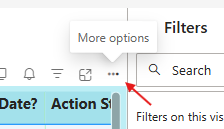 Filters
More options
Search
Date?
Action St
Filters on this vis